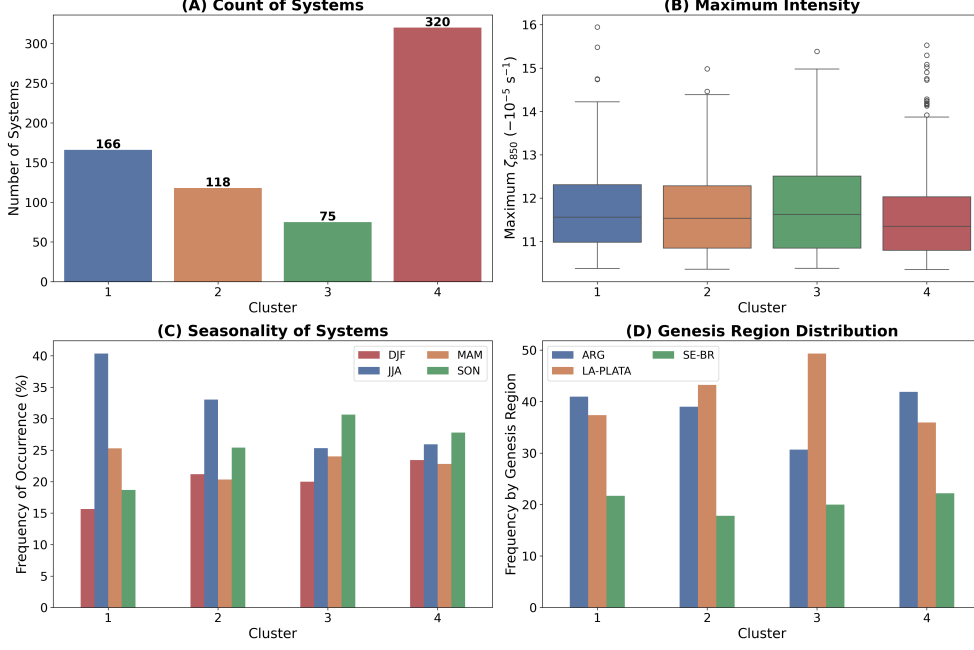 (A) Count of Systems
Number of Systems
300
250
200
150
100
50
0
166
118
75
320
1 2 3 4
Cluster
(B) Maximum Intensity
Maximum ζ850 (−10−5 s−1)
16
15
14
13
12
11
1 2 3 4
Cluster
(C) Seasonality of Systems
Frequency of Occurrence (%)
40
35
30
25
20
15
10
5
0
DJF MAM
JJA SON
1 2 3 4
Cluster
(D) Genesis Region Distribution
Frequency by Genesis Region
50
40
30
20
10
0
ARG SE-BR
LA-PLATA
1 2 3 4
Cluster